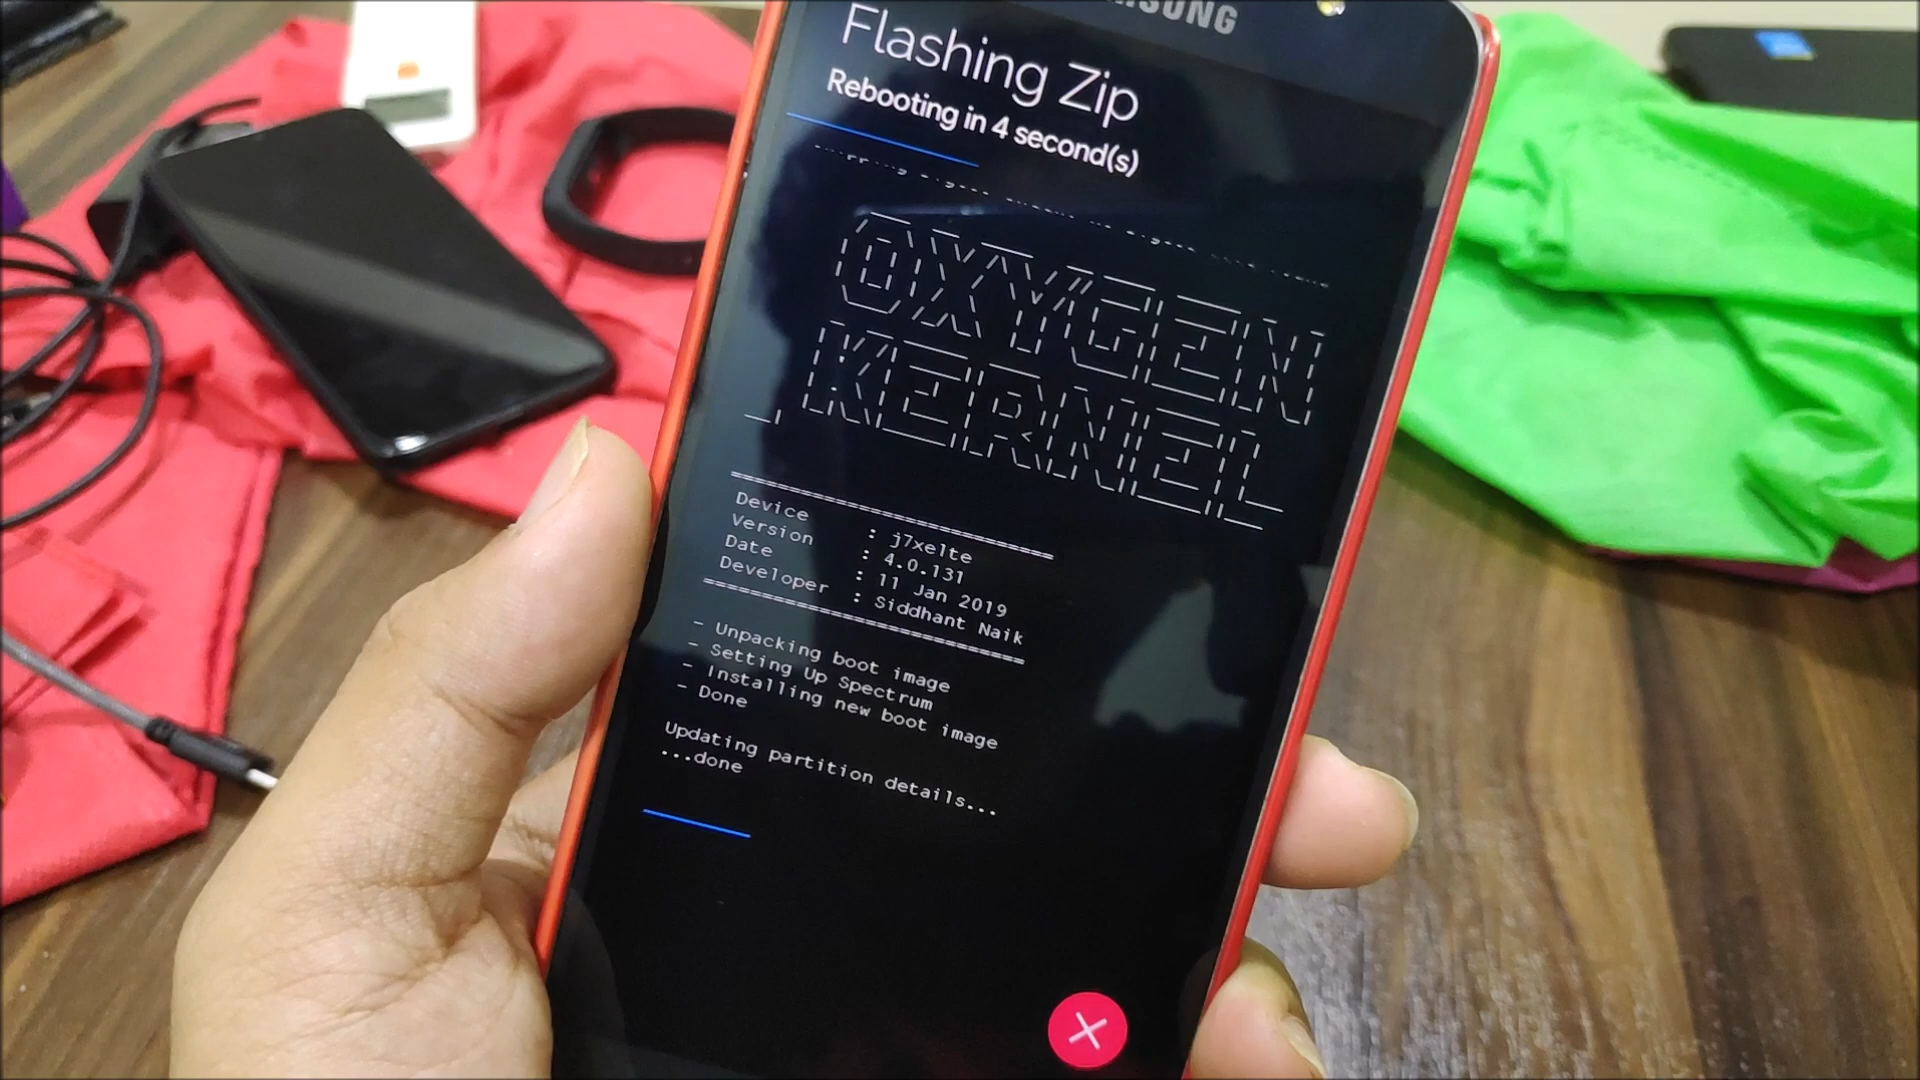 Flashing Zip
Rebooting in 4 second(s)
OXYGEN
KERNEL
Device : j7xelte
Version : 4.0.131
Date : 11 Jan 2019
Developer : Siddhant Naik
- Unpacking boot image
- Setting Up Spectrum
- Installing new boot image
- Done
Updating partition details...
...done